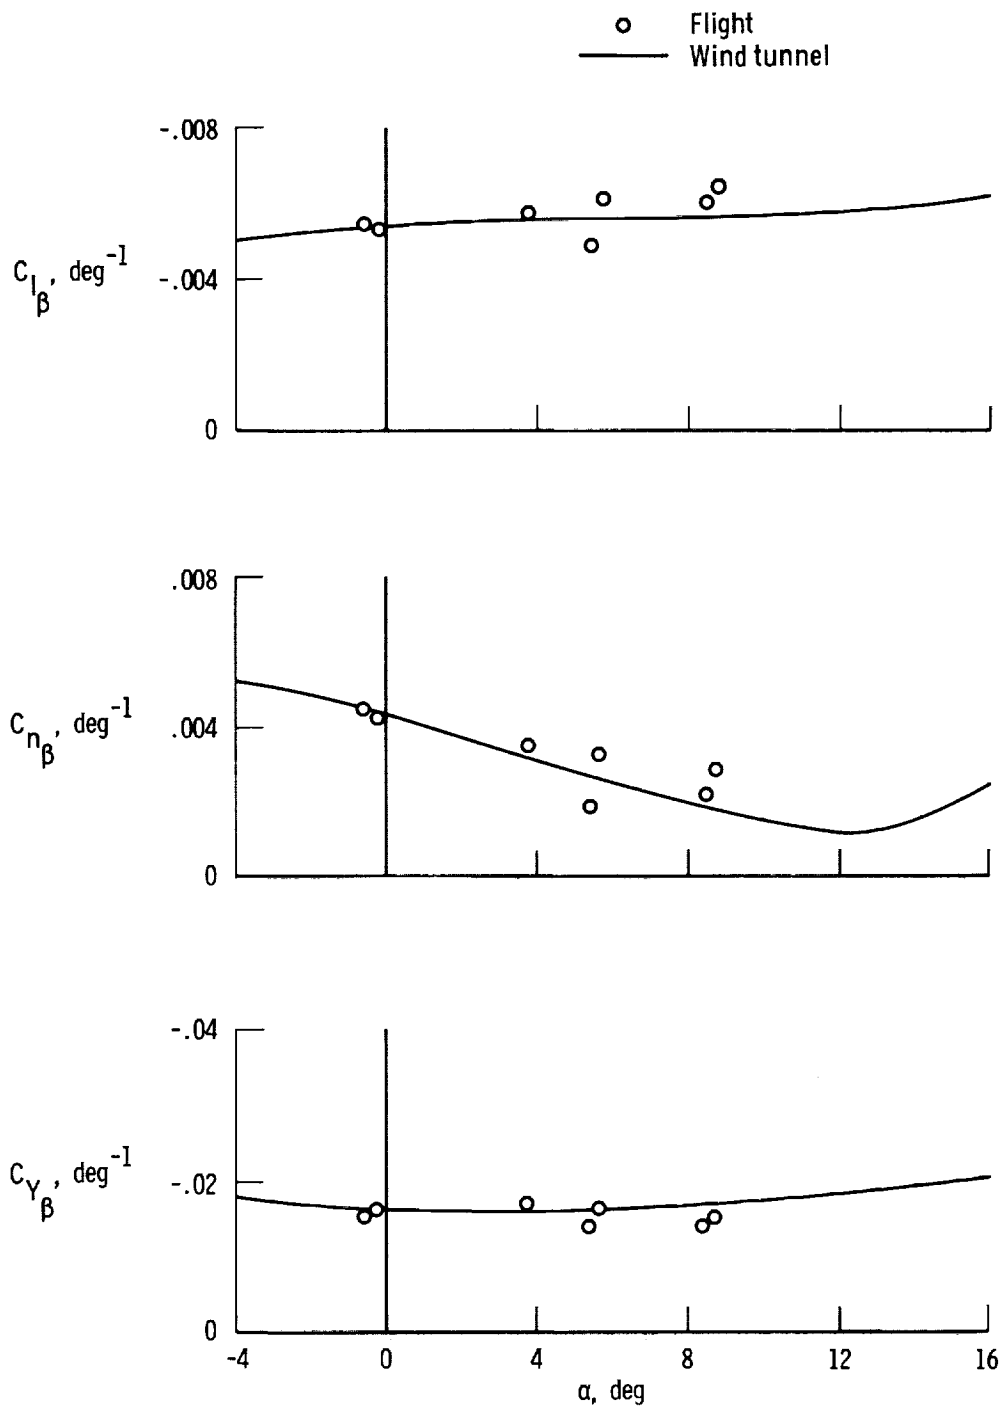 Flight
Wind tunnel
-.008
-.004
0
C_lβ, deg^-1
.008
.004
0
C_nβ, deg^-1
-.04
-.02
0
C_Yβ, deg^-1
-4 0 4 8 12 16
α, deg